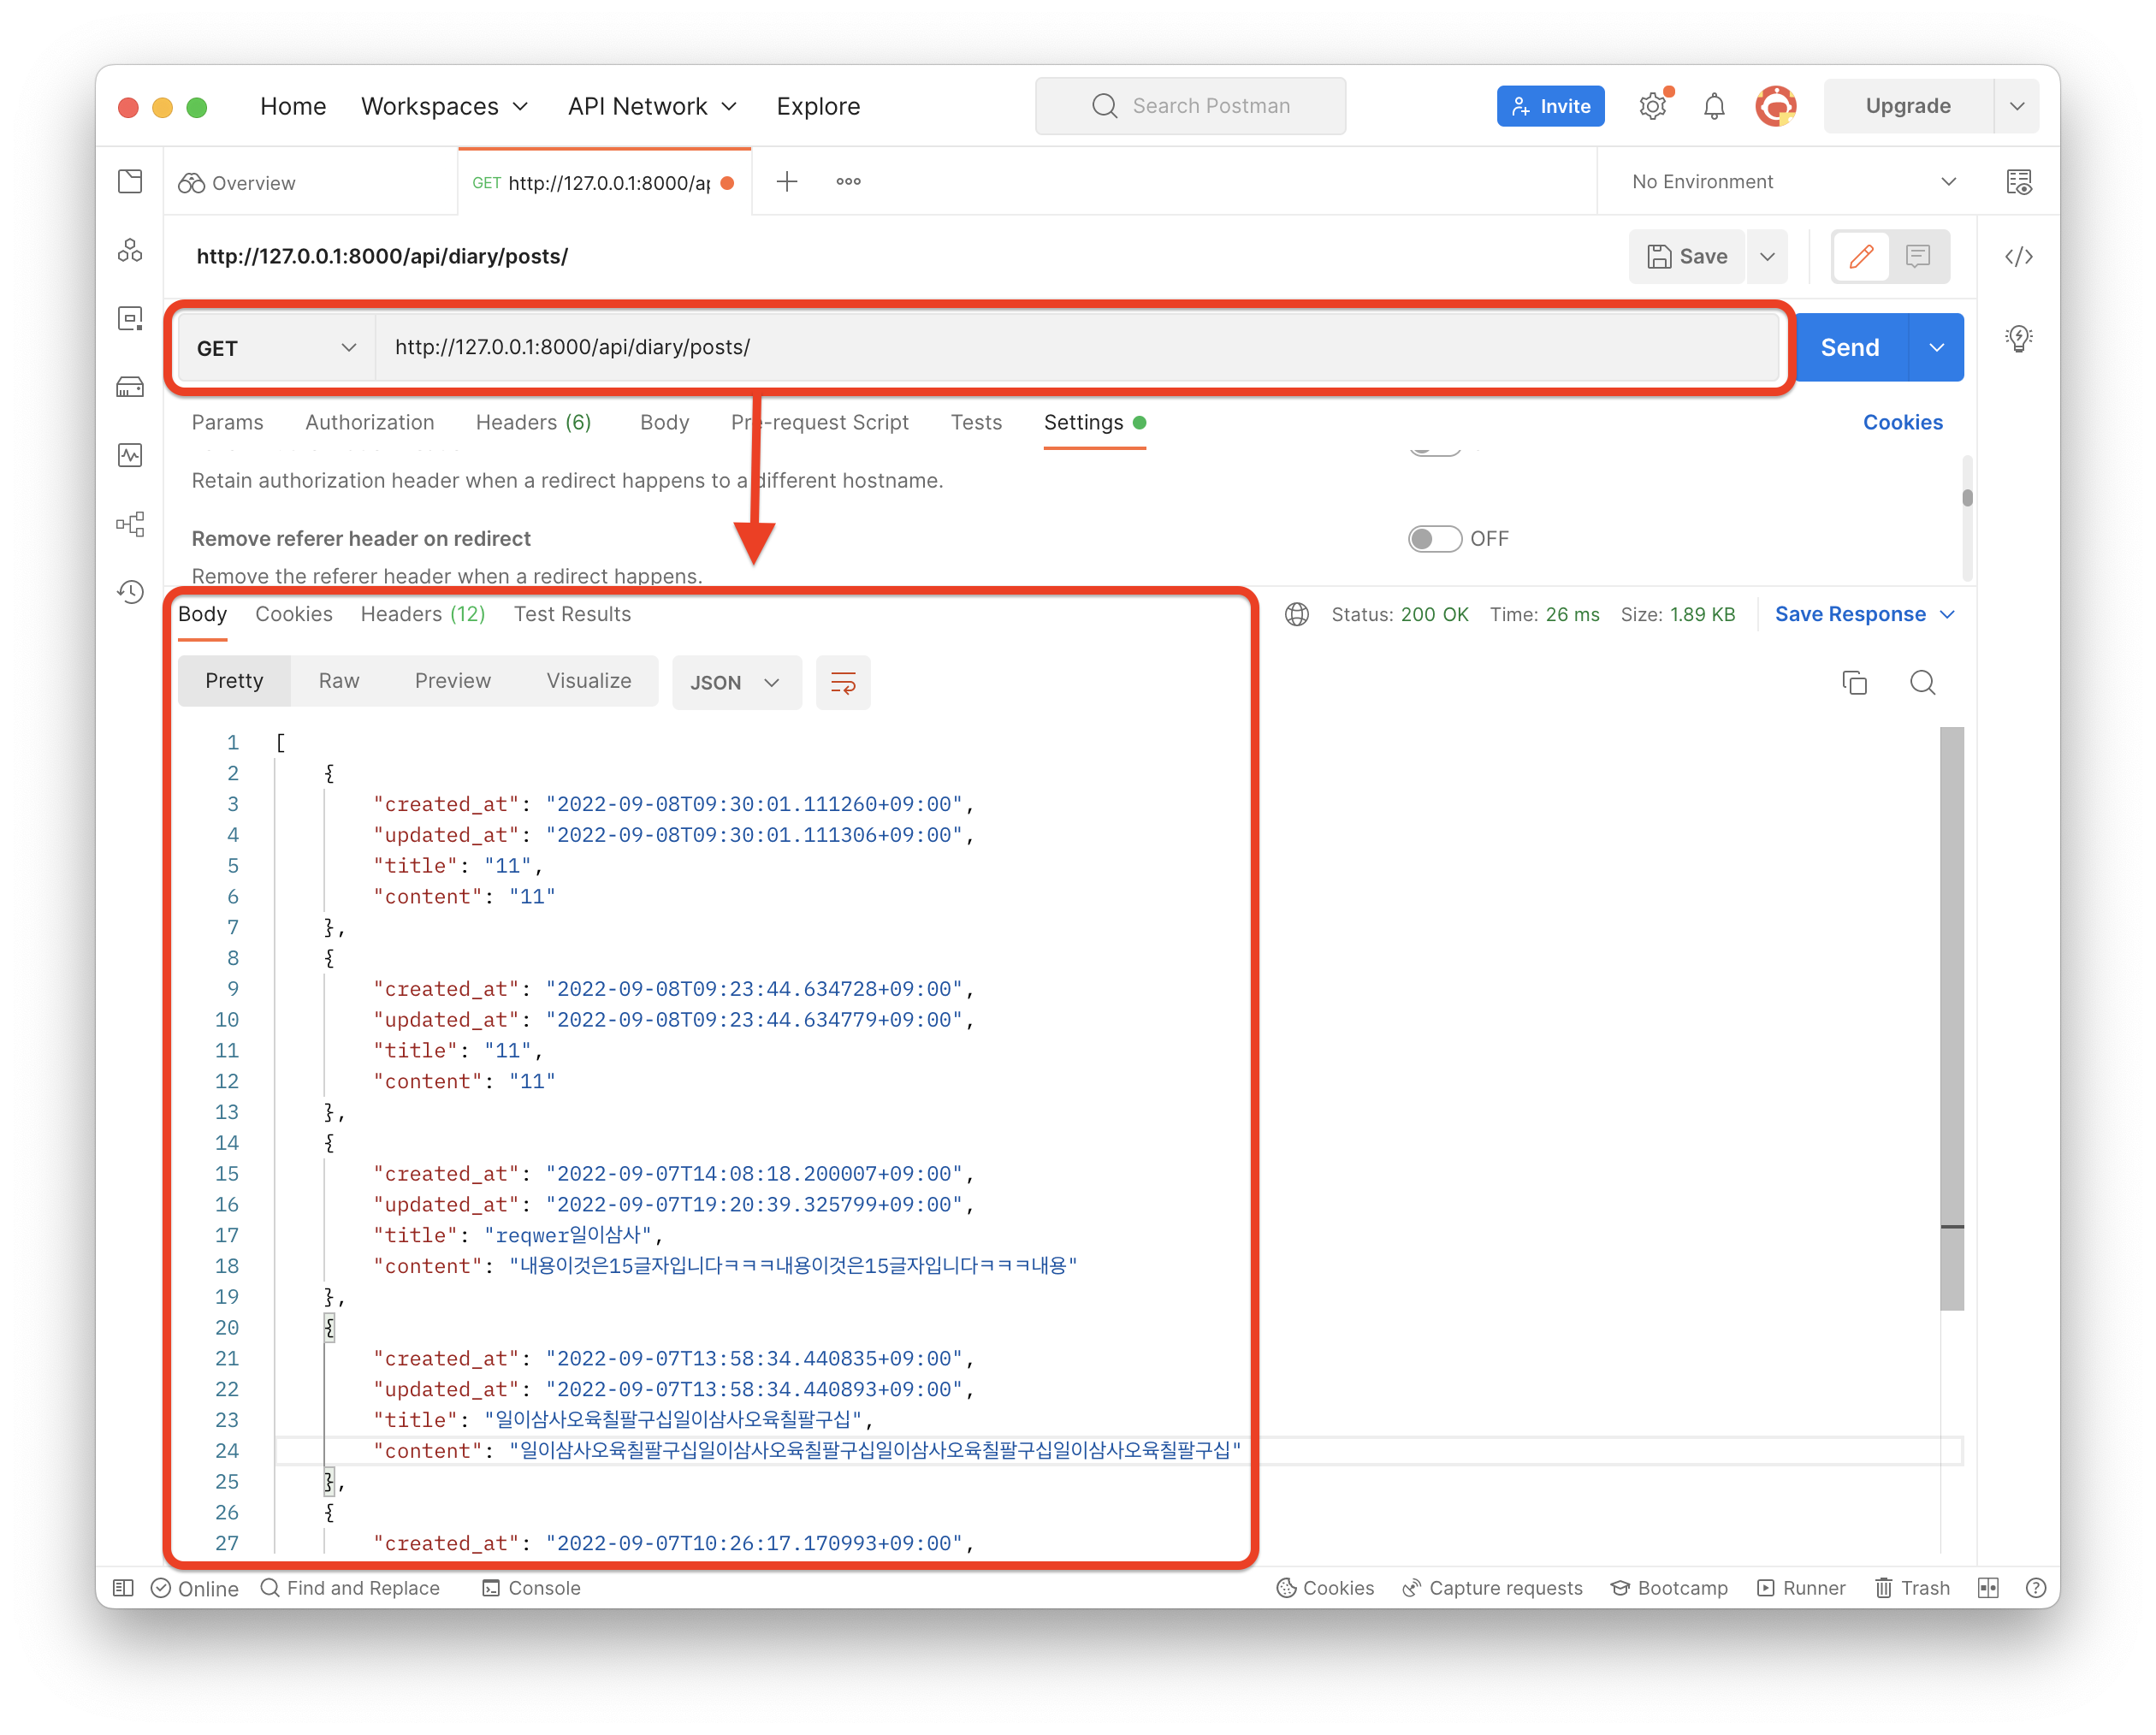 Home Workspaces API Network Explore Search Postman Invite Upgrade
Overview GET http://127.0.0.1:8000/ap No Environment
http://127.0.0.1:8000/api/diary/posts/ Save
GET http://127.0.0.1:8000/api/diary/posts/ Send
Params Authorization Headers (6) Body Pre-request Script Tests Settings Cookies
Retain authorization header when a redirect happens to a different hostname.
Remove referer header on redirect OFF
Remove the referer header when a redirect happens.
Body Cookies Headers (12) Test Results Status: 200 OK Time: 26 ms Size: 1.89 KB Save Response
Pretty Raw Preview Visualize JSON
1 [
2 {
3 "created_at": "2022-09-08T09:30:01.111260+09:00",
4 "updated_at": "2022-09-08T09:30:01.111306+09:00",
5 "title": "11",
6 "content": "11"
7 },
8 {
9 "created_at": "2022-09-08T09:23:44.634728+09:00",
10 "updated_at": "2022-09-08T09:23:44.634779+09:00",
11 "title": "11",
12 "content": "11"
13 },
14 {
15 "created_at": "2022-09-07T14:08:18.200007+09:00",
16 "updated_at": "2022-09-07T19:20:39.325799+09:00",
17 "title": "reqwer일이삼사",
18 "content": "내용이것은15글자입니다ㅋㅋㅋ내용이것은15글자입니다ㅋㅋㅋ내용"
19 },
20 {
21 "created_at": "2022-09-07T13:58:34.440835+09:00",
22 "updated_at": "2022-09-07T13:58:34.440893+09:00",
23 "title": "일이삼사오육칠팔구십일이삼사오육칠팔구십",
24 "content": "일이삼사오육칠팔구십일이삼사오육칠팔구십일이삼사오육칠팔구십일이삼사오육칠팔구십"
25 },
26 {
27 "created_at": "2022-09-07T10:26:17.170993+09:00",
Online Find and Replace Console Cookies Capture requests Bootcamp Runner Trash